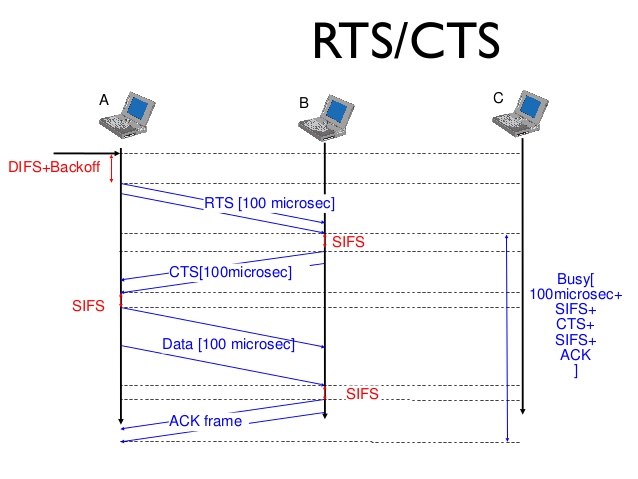 RTS/CTS
A
B
C
DIFS+Backoff
RTS [100 microsec]
SIFS
CTS[100microsec]
SIFS
Busy[
100microsec+
SIFS+
CTS+
SIFS+
ACK
]
Data [100 microsec]
SIFS
ACK frame